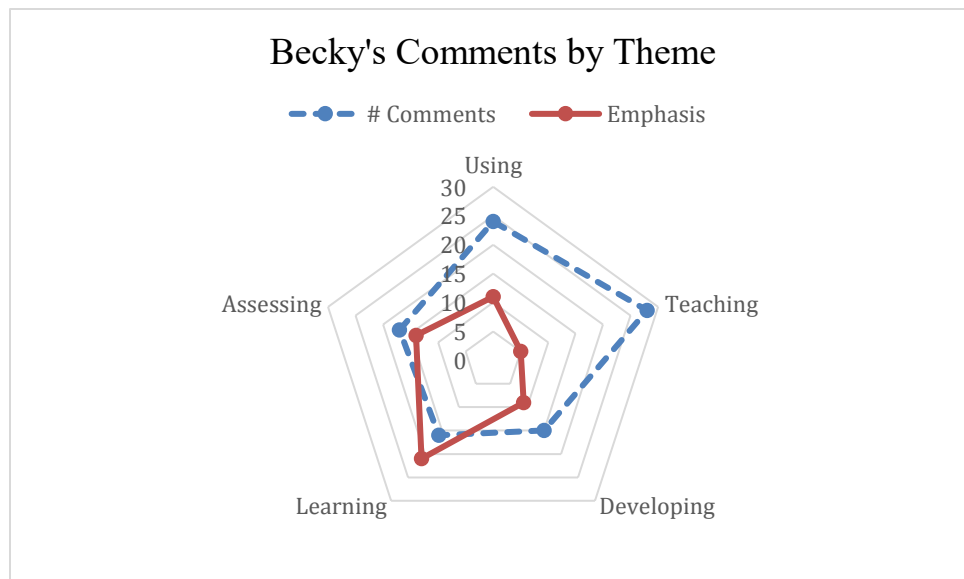 Becky's Comments by Theme
# Comments Emphasis
Using
30
25
20
15
10
5
0
Assessing
Teaching
Learning
Developing